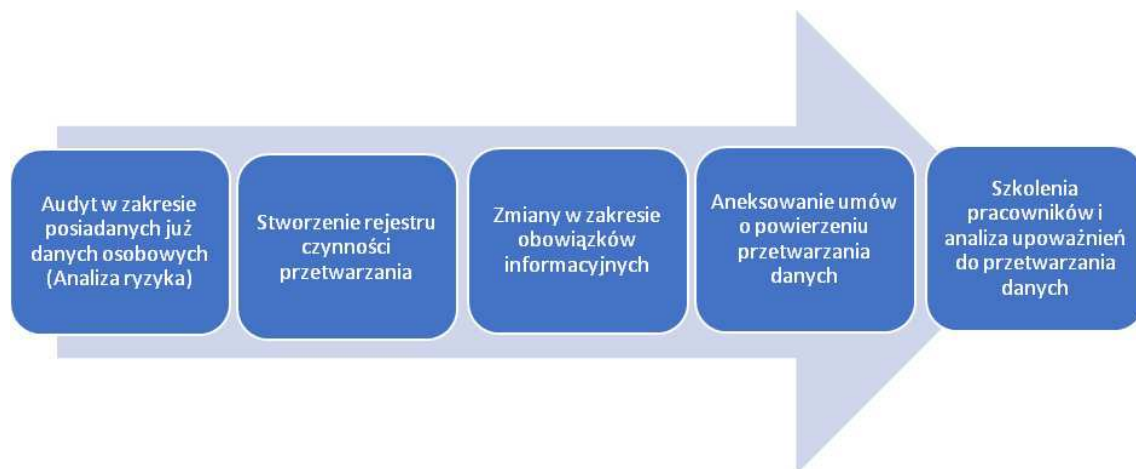 Audyt w zakresie
posiadanych już
danych osobowych
(Analiza ryzyka)
Stworzenie rejestru
czynności
przetwarzania
Zmiany w zakresie
obowiązków
informacyjnych
Aneksowanie umów
o powierzeniu
przetwarzania
danych
Szkolenia
pracowników i
analiza upoważnień
do przetwarzania
danych